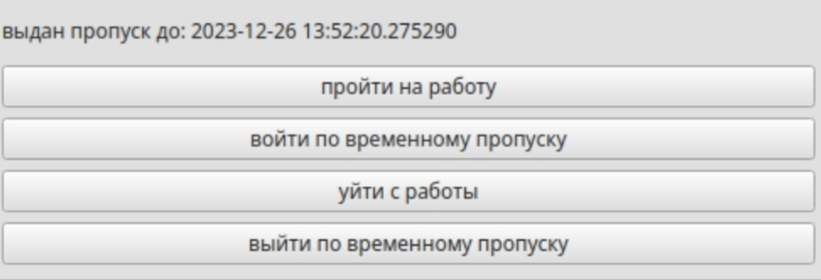 выдан пропуск до: 2023-12-26 13:52:20.275290
пройти на работу
войти по временному пропуску
уйти с работы
выйти по временному пропуску